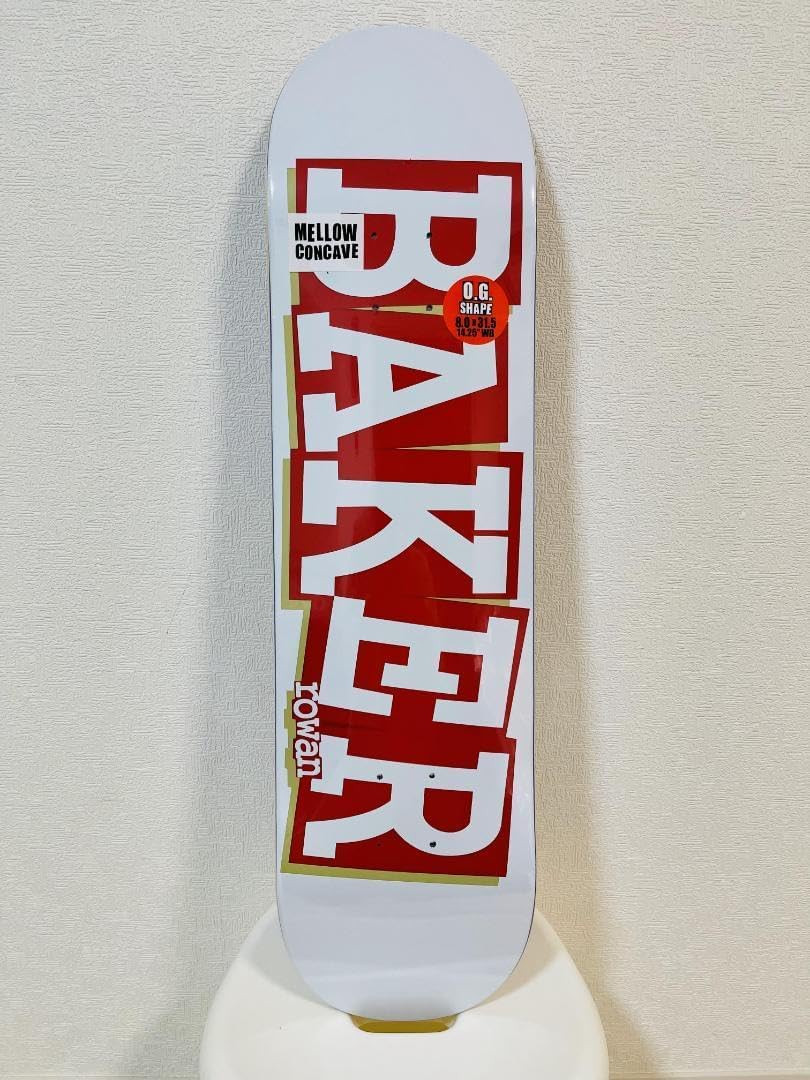 BAKER
MELLOW
CONCAVE
O.G.
SHAPE
8.0 x 31.5
14.25" WB
rowan